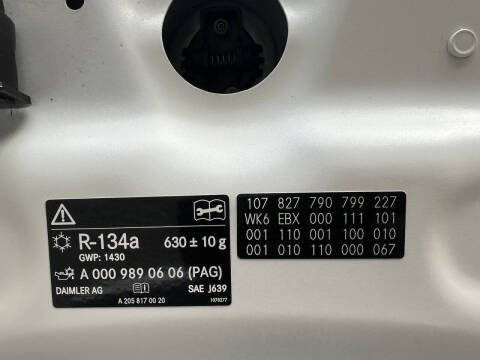 R-134a 630 ± 10 g
GWP: 1430
A 000 989 06 06 (PAG)
DAIMLER AG SAE J639
A 205 817 00 20
107 827 790 799 227
WK6 EBX 000 111 101
001 110 001 100 010
001 010 110 000 067